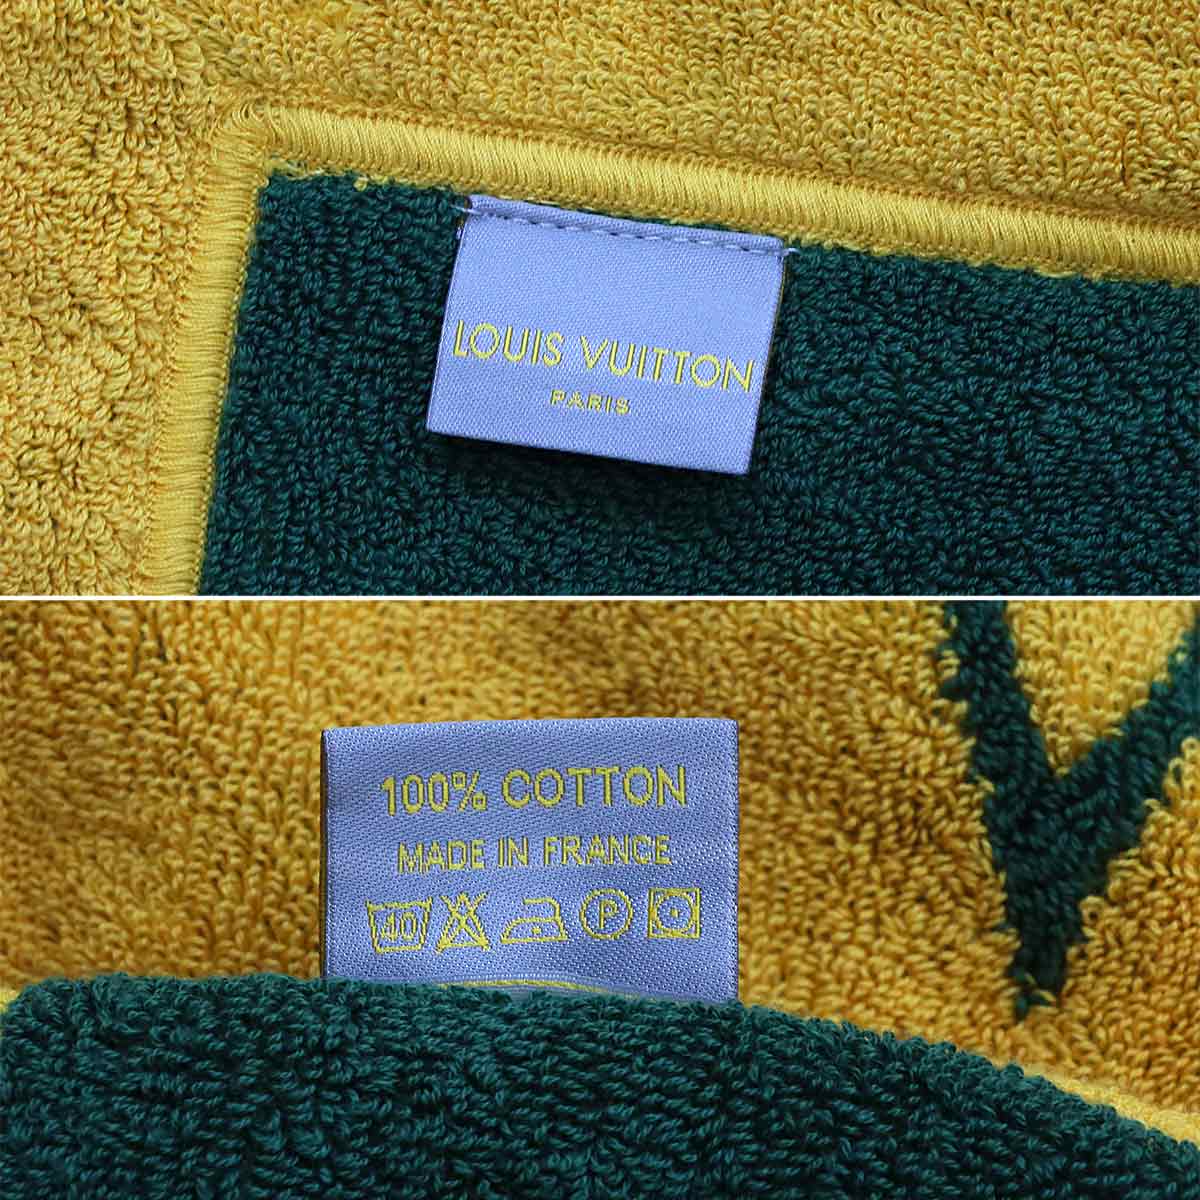 LOUIS VUITTON
PARIS
100% COTTON
MADE IN FRANCE
40 P